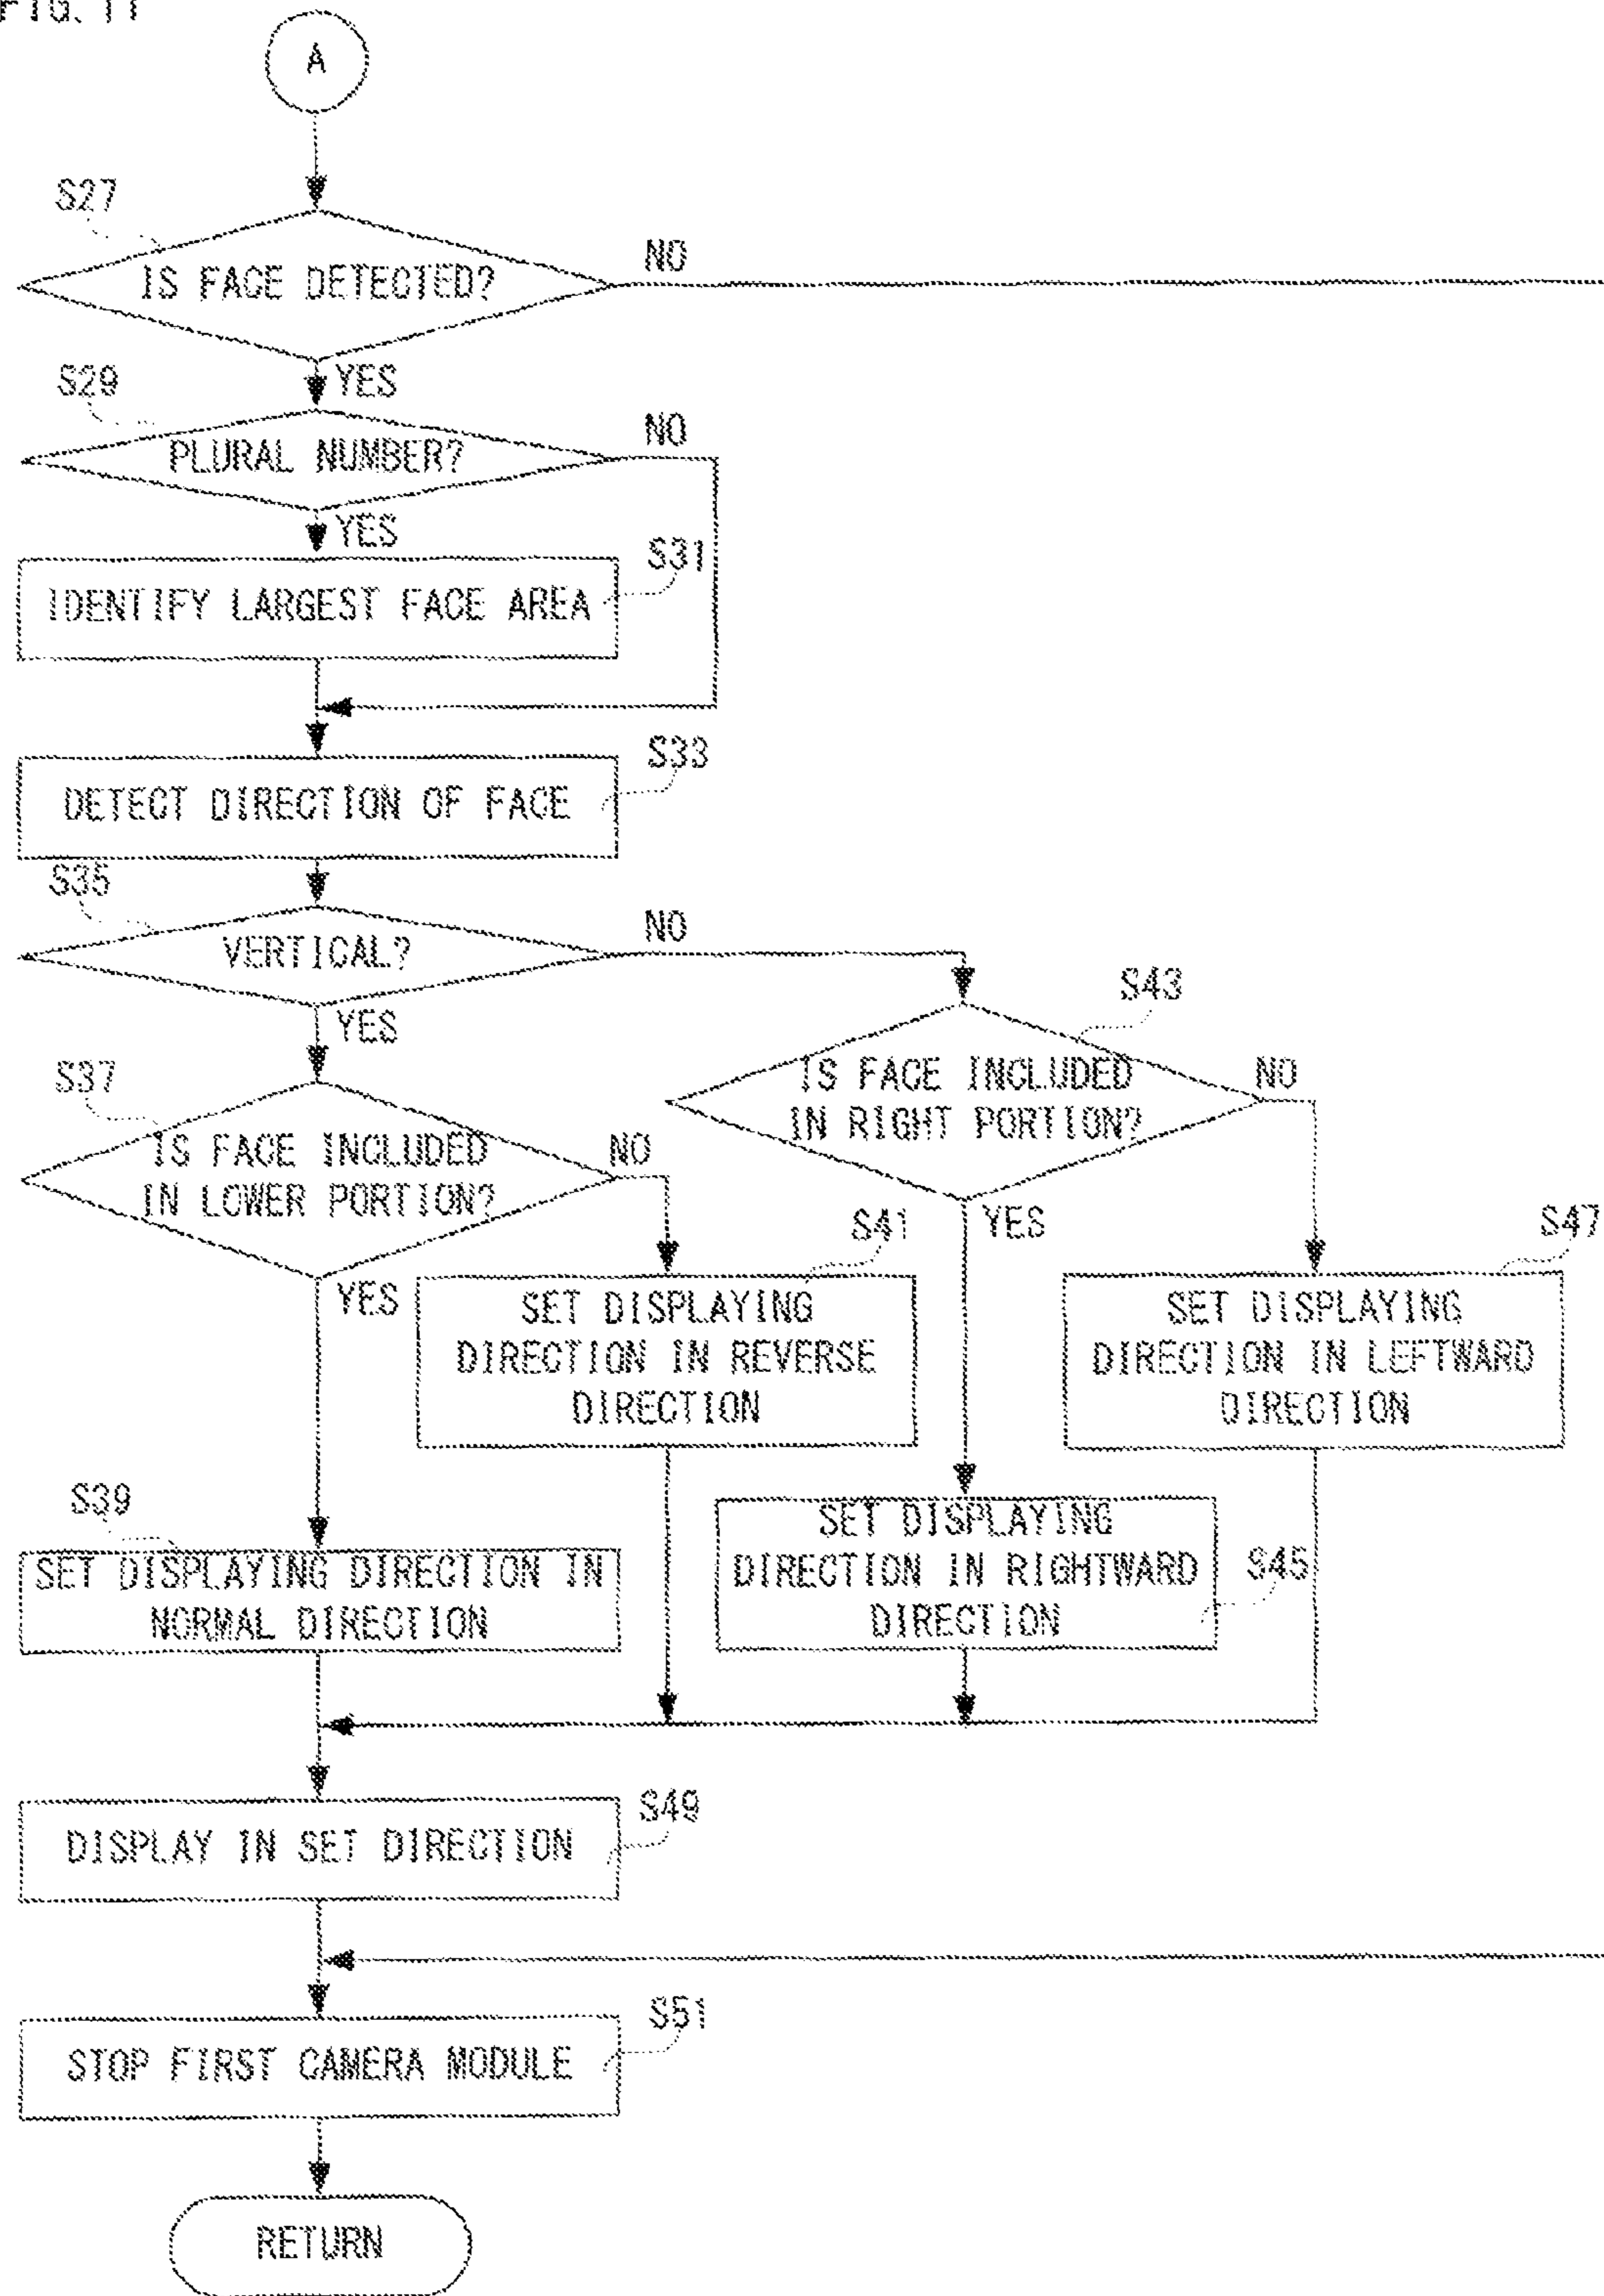 FIG. 11
A
S27
IS FACE DETECTED?
NO
YES
S29
PLURAL NUMBER?
NO
YES
S31
IDENTIFY LARGEST FACE AREA
S33
DETECT DIRECTION OF FACE
S35
VERTICAL?
NO
YES
S43
IS FACE INCLUDED
IN RIGHT PORTION?
NO
YES
S37
IS FACE INCLUDED
IN LOWER PORTION?
NO
YES
S41
SET DISPLAYING
DIRECTION IN REVERSE
DIRECTION
S47
SET DISPLAYING
DIRECTION IN LEFTWARD
DIRECTION
S39
SET DISPLAYING DIRECTION IN
NORMAL DIRECTION
SET DISPLAYING
DIRECTION IN RIGHTWARD
DIRECTION
S45
S49
DISPLAY IN SET DIRECTION
S51
STOP FIRST CAMERA MODULE
RETURN